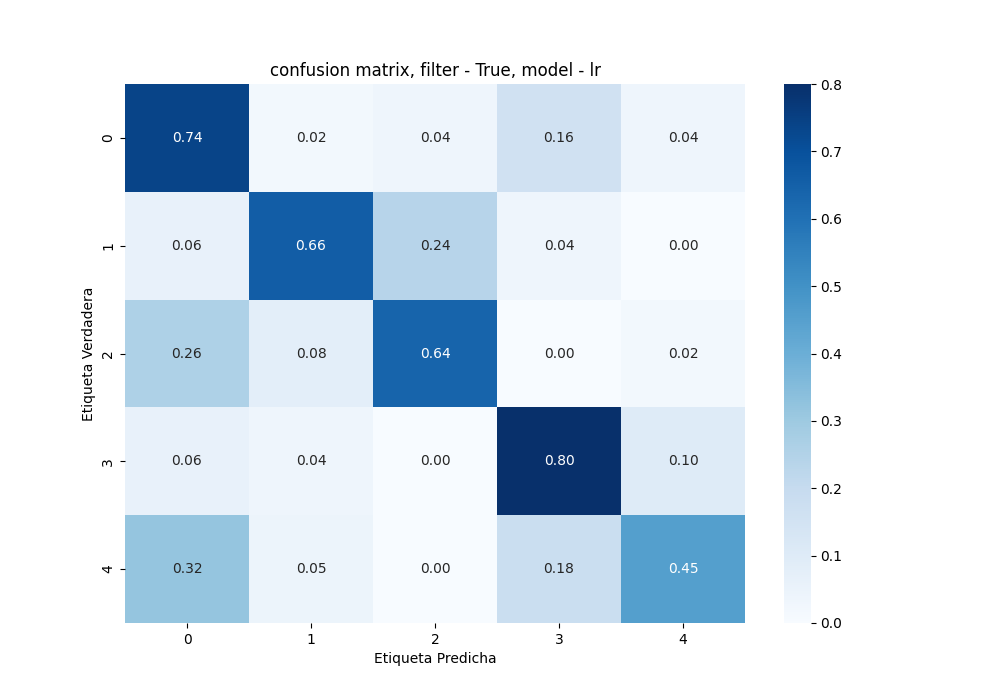 confusion matrix, filter - True, model - lr
Etiqueta Verdadera
0 0.74 0.02 0.04 0.16 0.04
1 0.06 0.66 0.24 0.04 0.00
2 0.26 0.08 0.64 0.00 0.02
3 0.06 0.04 0.00 0.80 0.10
4 0.32 0.05 0.00 0.18 0.45
0 1 2 3 4
Etiqueta Predicha
0.8
0.7
0.6
0.5
0.4
0.3
0.2
0.1
0.0